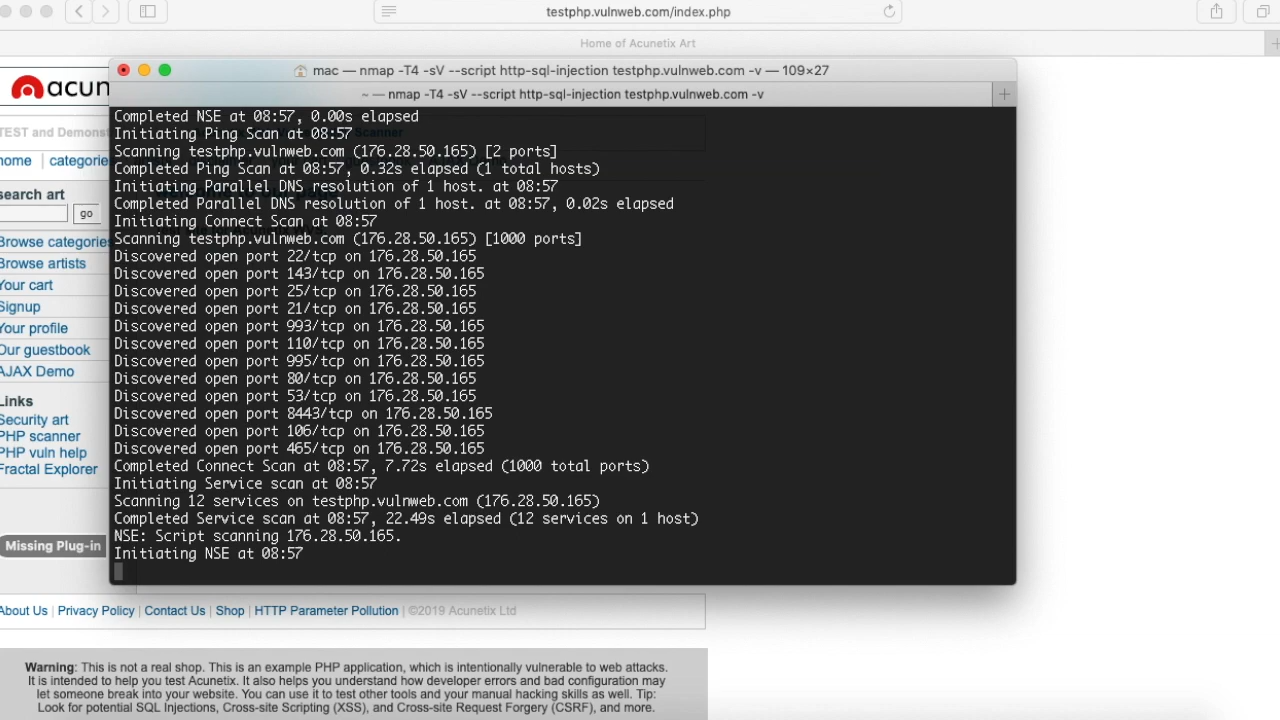 testphp.vulnweb.com/index.php
Home of Acunetix Art
mac — nmap -T4 -sV --script http-sql-injection testphp.vulnweb.com -v — 109×27
~ — nmap -T4 -sV --script http-sql-injection testphp.vulnweb.com -v
acun
TEST and Demonst
Scanner
home
categorie
search art
go
Browse categories
Browse artists
Your cart
Signup
Your profile
Our guestbook
AJAX Demo
Links
Security art
PHP scanner
PHP vuln help
Fractal Explorer
Missing Plug-in
Completed NSE at 08:57, 0.00s elapsed
Initiating Ping Scan at 08:57
Scanning testphp.vulnweb.com (176.28.50.165) [2 ports]
Completed Ping Scan at 08:57, 0.32s elapsed (1 total hosts)
Initiating Parallel DNS resolution of 1 host. at 08:57
Completed Parallel DNS resolution of 1 host. at 08:57, 0.02s elapsed
Initiating Connect Scan at 08:57
Scanning testphp.vulnweb.com (176.28.50.165) [1000 ports]
Discovered open port 22/tcp on 176.28.50.165
Discovered open port 143/tcp on 176.28.50.165
Discovered open port 25/tcp on 176.28.50.165
Discovered open port 21/tcp on 176.28.50.165
Discovered open port 993/tcp on 176.28.50.165
Discovered open port 110/tcp on 176.28.50.165
Discovered open port 995/tcp on 176.28.50.165
Discovered open port 80/tcp on 176.28.50.165
Discovered open port 53/tcp on 176.28.50.165
Discovered open port 8443/tcp on 176.28.50.165
Discovered open port 106/tcp on 176.28.50.165
Discovered open port 465/tcp on 176.28.50.165
Completed Connect Scan at 08:57, 7.72s elapsed (1000 total ports)
Initiating Service scan at 08:57
Scanning 12 services on testphp.vulnweb.com (176.28.50.165)
Completed Service scan at 08:57, 22.49s elapsed (12 services on 1 host)
NSE: Script scanning 176.28.50.165.
Initiating NSE at 08:57
About Us | Privacy Policy | Contact Us | Shop | HTTP Parameter Pollution | ©2019 Acunetix Ltd
Warning: This is not a real shop. This is an example PHP application, which is intentionally vulnerable to web attacks.
It is intended to help you test Acunetix. It also helps you understand how developer errors and bad configuration may
let someone break into your website. You can use it to test other tools and your manual hacking skills as well. Tip:
Look for potential SQL Injections, Cross-site Scripting (XSS), and Cross-site Request Forgery (CSRF), and more.